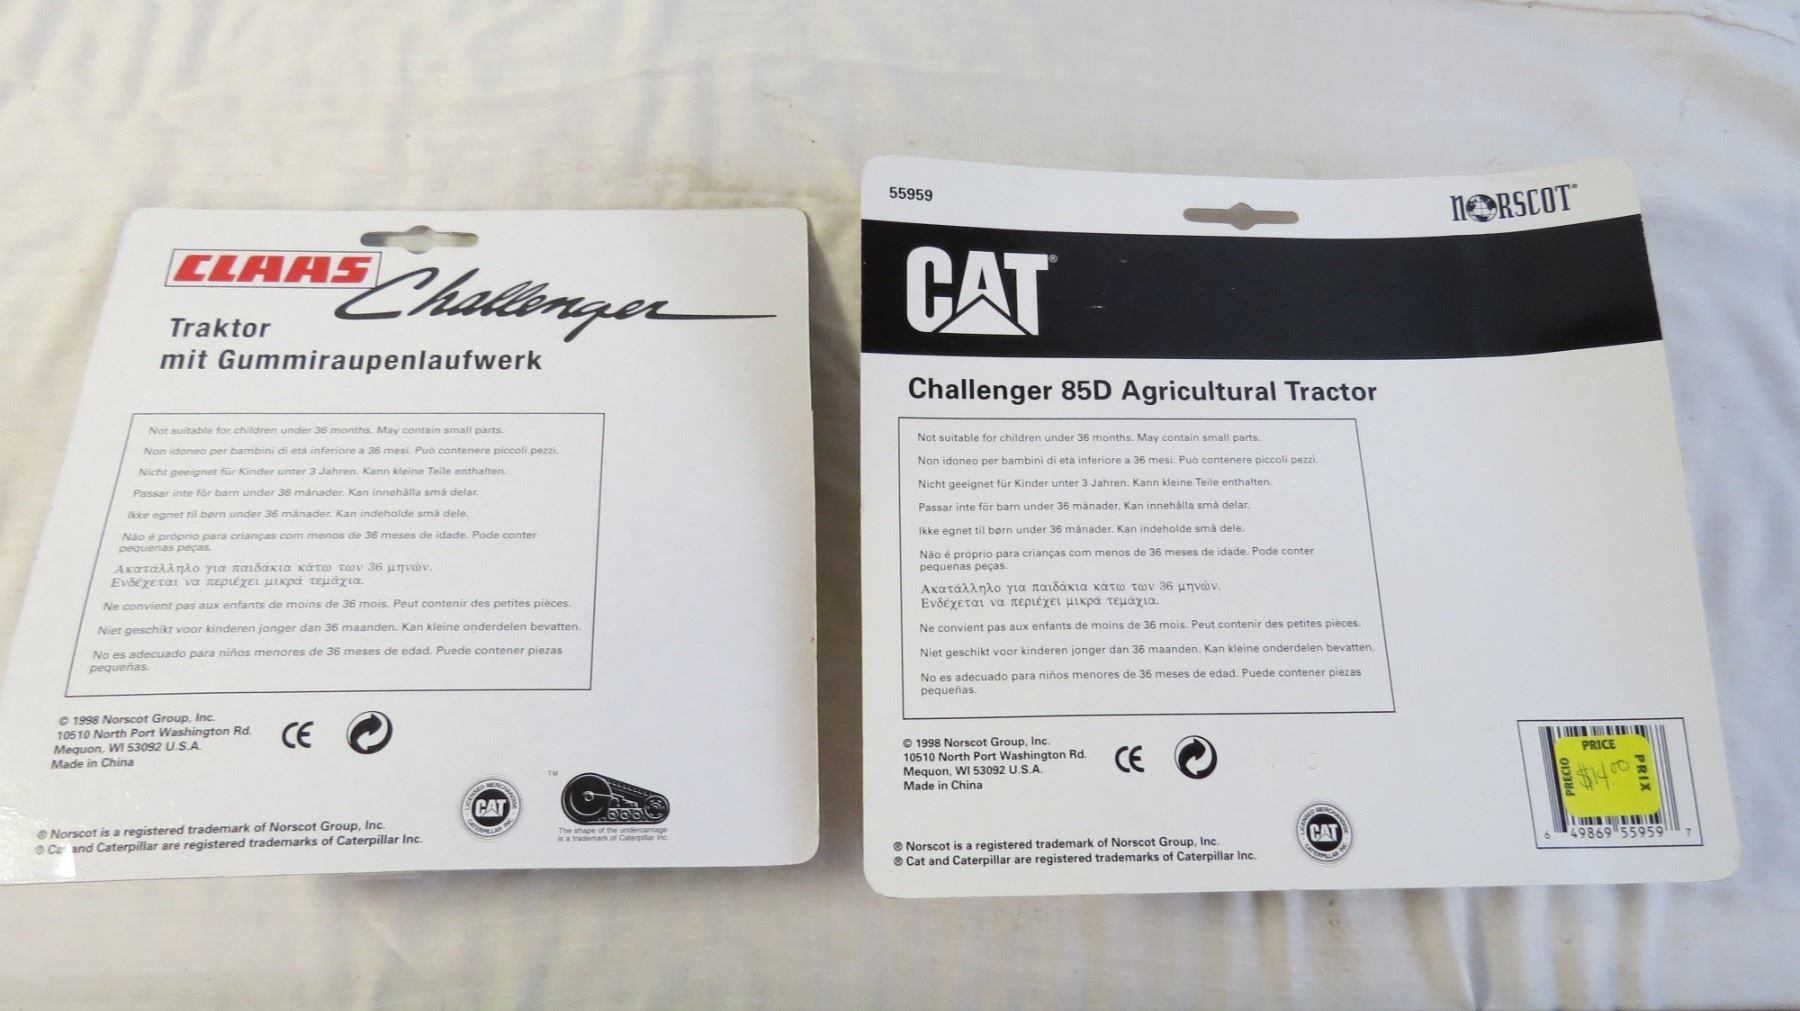 CLAAS Challenger
Traktor
mit Gummiraupenlaufwerk
Not suitable for children under 36 months. May contain small parts.
Non idoneo per bambini di età inferiore a 36 mesi. Può contenere piccoli pezzi.
Nicht geeignet für Kinder unter 3 Jahren. Kann kleine Teile enthalten.
Passar inte för barn under 36 månader. Kan innehålla små delar.
Ikke egnet til børn under 36 månader. Kan indeholde små dele.
Não é próprio para crianças com menos de 36 meses de idade. Pode conter
pequenas peças.
Ακατάλληλο για παιδάκια κάτω των 36 μηνών.
Ενδέχεται να περιέχει μικρά τεμάχια.
Ne convient pas aux enfants de moins de 36 mois. Peut contenir des petites pièces.
Niet geschikt voor kinderen jonger dan 36 maanden. Kan kleine onderdelen bevatten.
No es adecuado para niños menores de 36 meses de edad. Puede contener piezas
pequeñas.
© 1998 Norscot Group, Inc.
10510 North Port Washington Rd.
Mequon, WI 53092 U.S.A.
Made in China
CE
LICENSED MERCHANDISE
CAT
CATERPILLAR INC.
TM
The shape of the undercarriage
is a trademark of Caterpillar Inc.
® Norscot is a registered trademark of Norscot Group, Inc.
® Cat and Caterpillar are registered trademarks of Caterpillar Inc.
55959
NORSCOT®
CAT®
Challenger 85D Agricultural Tractor
Not suitable for children under 36 months. May contain small parts.
Non idoneo per bambini di età inferiore a 36 mesi. Puó contenere piccoli pezzi.
Nicht geeignet für Kinder unter 3 Jahren. Kann kleine Teile enthalten.
Passar inte för barn under 36 månader. Kan innehålla små delar.
Ikke egnet til børn under 36 månader. Kan indeholde små dele.
Não é próprio para crianças com menos de 36 meses de idade. Pode conter
pequenas peças.
Ακατάλληλο για παιδάκια κάτω των 36 μηνών.
Ενδέχεται να περιέχει μικρά τεμάχια.
Ne convient pas aux enfants de moins de 36 mois. Peut contenir des petites pièces.
Niet geschikt voor kinderen jonger dan 36 maanden. Kan kleine onderdelen bevatten.
No es adecuado para niños menores de 36 meses de edad. Puede contener piezas
pequeñas.
© 1998 Norscot Group, Inc.
10510 North Port Washington Rd.
Mequon, WI 53092 U.S.A.
Made in China
CE
LICENSED MERCHANDISE
CAT
CATERPILLAR INC.
® Norscot is a registered trademark of Norscot Group, Inc.
® Cat and Caterpillar are registered trademarks of Caterpillar Inc.
PRICE
PRECIO
$14.00
PRIX
6 49869 55959 7